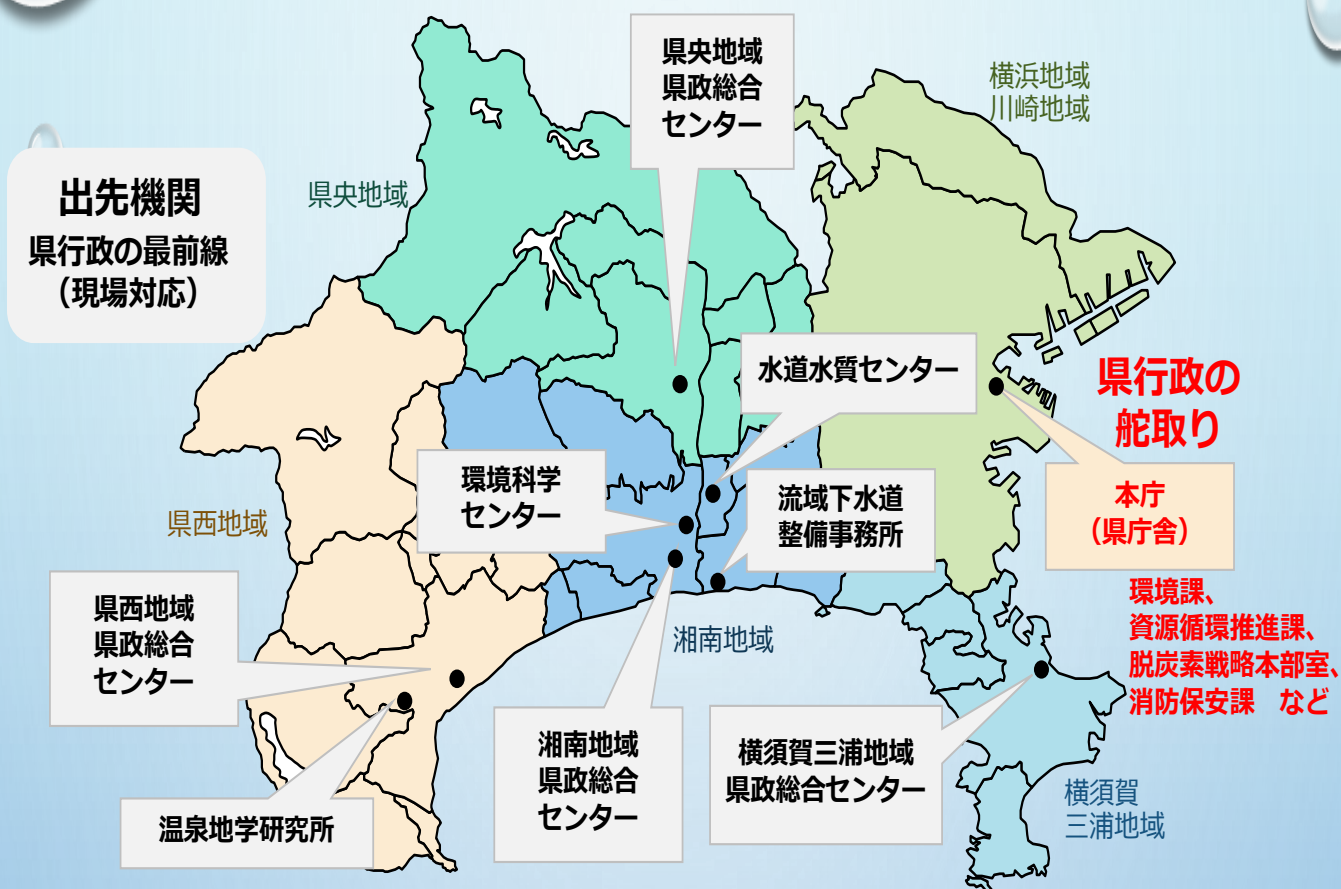 県央地域
県政総合
センター
横浜地域
川崎地域
出先機関
県行政の最前線
（現場対応）
県央地域
水道水質センター
県行政の
舵取り
環境科学
センター
流域下水道
整備事務所
本庁
（県庁舎）
県西地域
環境課、
資源循環推進課、
脱炭素戦略本部室、
消防保安課　など
県西地域
県政総合
センター
湘南地域
湘南地域
県政総合
センター
横須賀三浦地域
県政総合センター
横須賀
三浦地域
温泉地学研究所